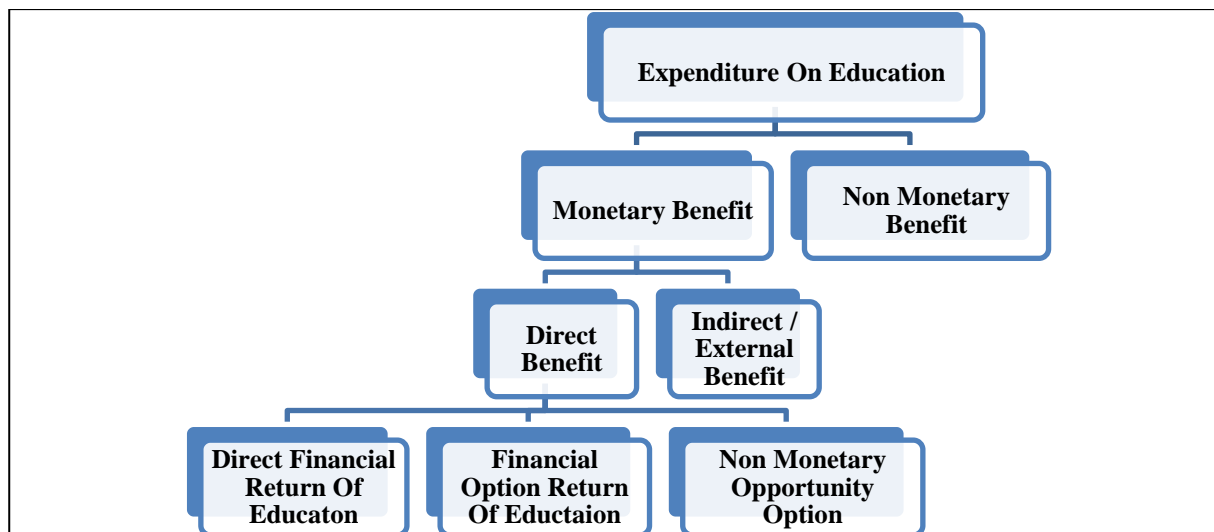 Expenditure On Education
Monetary Benefit
Non Monetary
Benefit
Direct
Benefit
Indirect /
External
Benefit
Direct Financial
Return Of
Educaton
Financial
Option Return
Of Eductaion
Non Monetary
Opportunity
Option